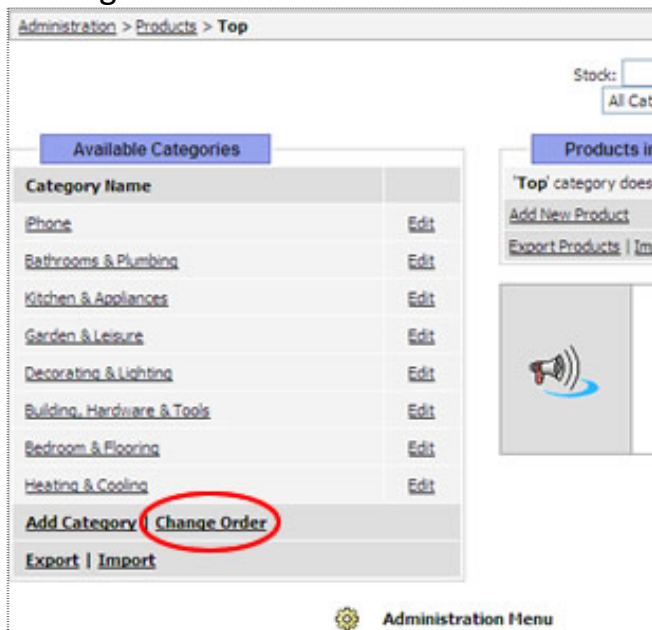 Administration > Products > Top
Stock:
All Cat
Available Categories
Category Name
iPhone Edit
Bathrooms & Plumbing Edit
Kitchen & Appliances Edit
Garden & Leisure Edit
Decorating & Lighting Edit
Building, Hardware & Tools Edit
Bedroom & Flooring Edit
Heating & Cooling Edit
Add Category | Change Order
Export | Import
Products in
'Top' category does
Add New Product
Export Products | Im
Administration Menu